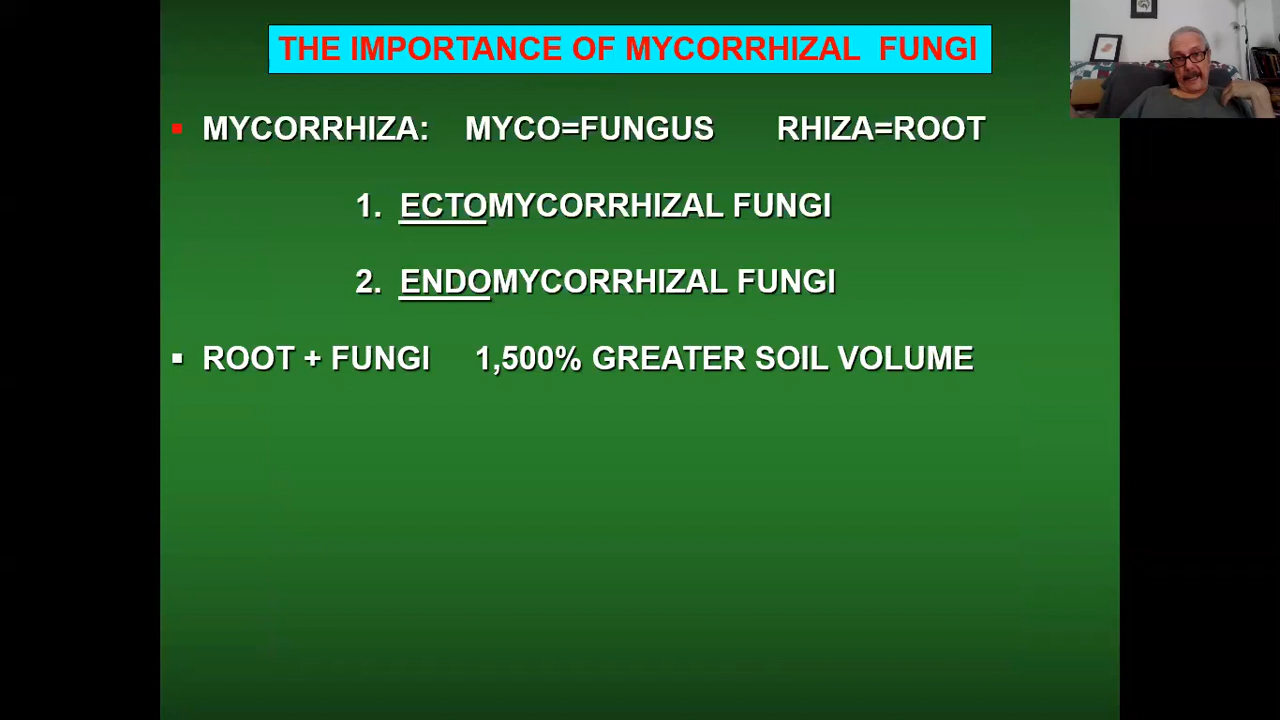 THE IMPORTANCE OF MYCORRHIZAL FUNGI
▪ MYCORRHIZA: MYCO=FUNGUS RHIZA=ROOT
1. ECTOMYCORRHIZAL FUNGI
2. ENDOMYCORRHIZAL FUNGI
▪ ROOT + FUNGI 1,500% GREATER SOIL VOLUME